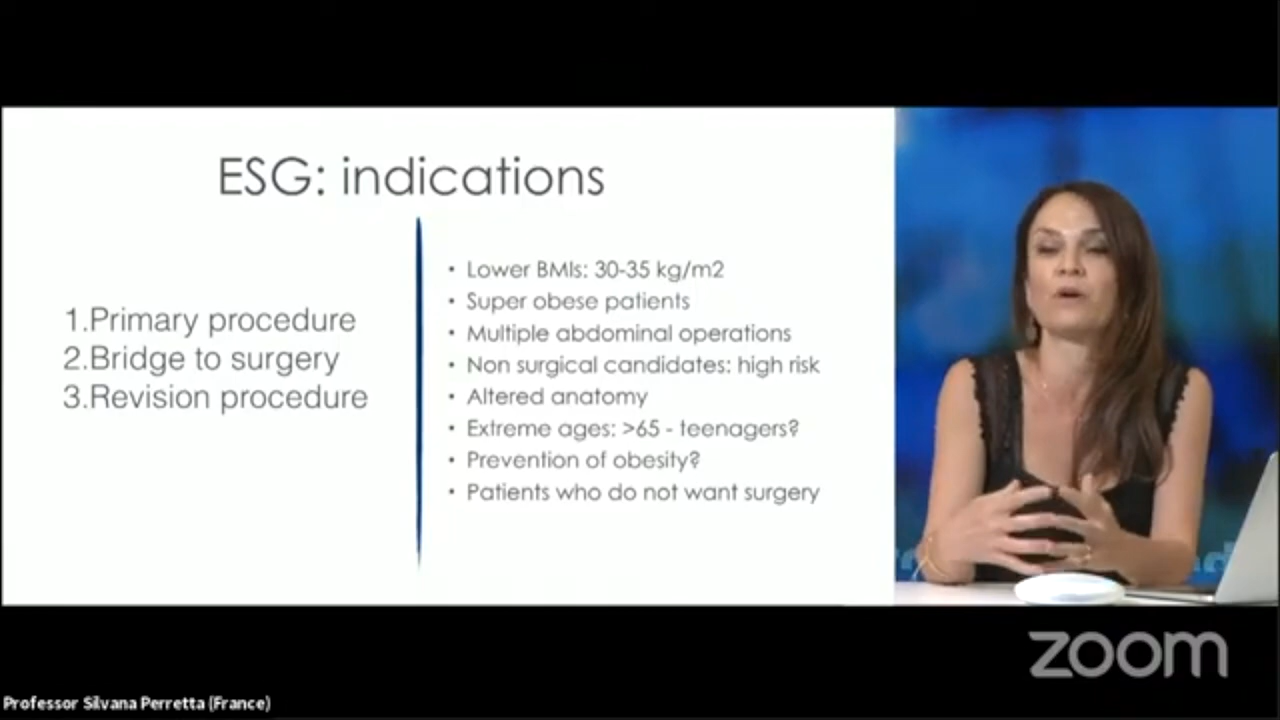 ESG: indications
1.Primary procedure
2.Bridge to surgery
3.Revision procedure
• Lower BMIs: 30-35 kg/m2
• Super obese patients
• Multiple abdominal operations
• Non surgical candidates: high risk
• Altered anatomy
• Extreme ages: >65 - teenagers?
• Prevention of obesity?
• Patients who do not want surgery
zoom
Professor Silvana Perretta (France)